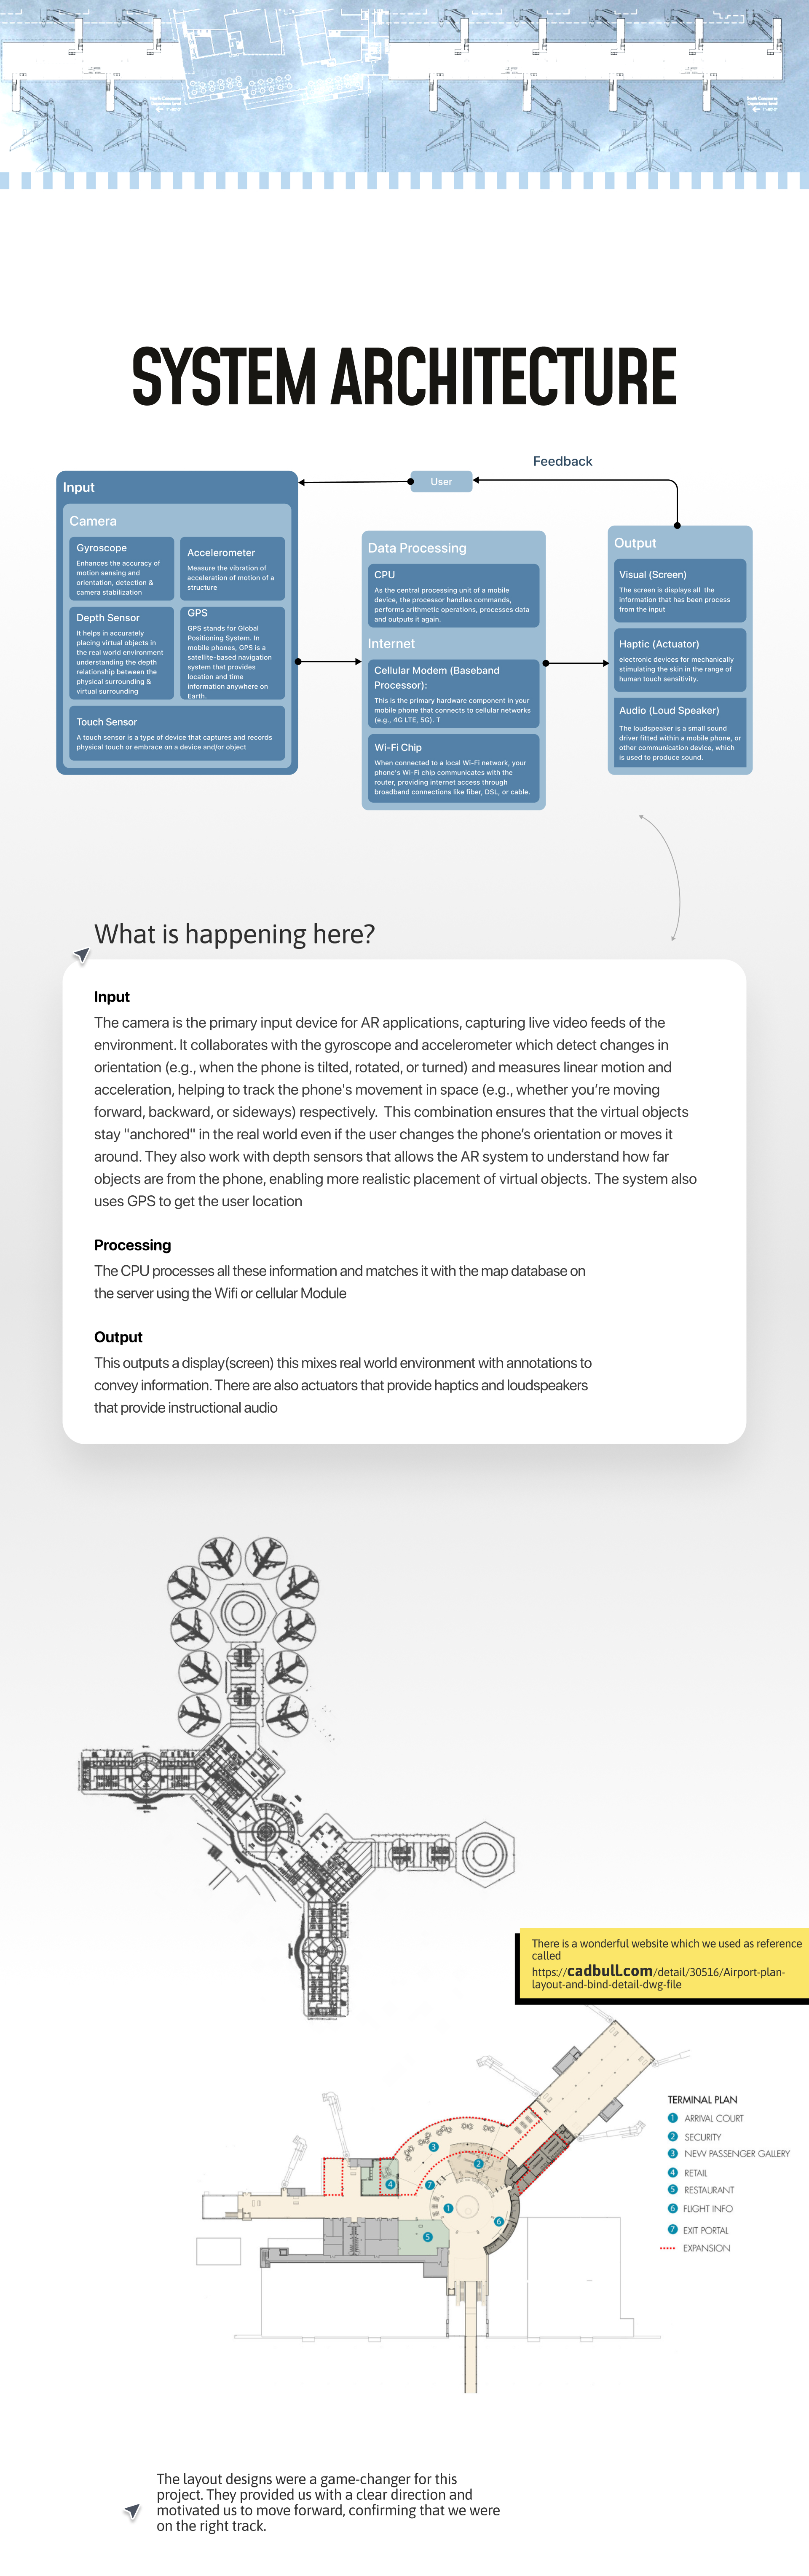 SYSTEM ARCHITECTURE
Feedback
User
Input
Camera
Gyroscope
Enhances the accuracy of
motion sensing and
orientation, detection &
camera stabilization
Accelerometer
Measure the vibration of
acceleration of motion of a
structure
Depth Sensor
It helps in accurately
placing virtual objects in
the real world environment
understanding the depth
relationship between the
physical surrounding &
virtual surrounding
GPS
GPS stands for Global
Positioning System. In
mobile phones, GPS is a
satellite-based navigation
system that provides
location and time
information anywhere on
Earth.
Touch Sensor
A touch sensor is a type of device that captures and records
physical touch or embrace on a device and/or object
Data Processing
CPU
As the central processing unit of a mobile
device, the processor handles commands,
performs arithmetic operations, processes data
and outputs it again.
Internet
Cellular Modem (Baseband
Processor):
This is the primary hardware component in your
mobile phone that connects to cellular networks
(e.g., 4G LTE, 5G). T
Wi-Fi Chip
When connected to a local Wi-Fi network, your
phone's Wi-Fi chip communicates with the
router, providing internet access through
broadband connections like fiber, DSL, or cable.
Output
Visual (Screen)
The screen is displays all  the
information that has been process
from the input
Haptic (Actuator)
electronic devices for mechanically
stimulating the skin in the range of
human touch sensitivity.
Audio (Loud Speaker)
The loudspeaker is a small sound
driver fitted within a mobile phone, or
other communication device, which
is used to produce sound.
What is happening here?
Input
The camera is the primary input device for AR applications, capturing live video feeds of the
environment. It collaborates with the gyroscope and accelerometer which detect changes in
orientation (e.g., when the phone is tilted, rotated, or turned) and measures linear motion and
acceleration, helping to track the phone's movement in space (e.g., whether you’re moving
forward, backward, or sideways) respectively.  This combination ensures that the virtual objects
stay "anchored" in the real world even if the user changes the phone’s orientation or moves it
around. They also work with depth sensors that allows the AR system to understand how far
objects are from the phone, enabling more realistic placement of virtual objects. The system also
uses GPS to get the user location
Processing
The CPU processes all these information and matches it with the map database on
the server using the Wifi or cellular Module
Output
This outputs a display(screen) this mixes real world environment with annotations to
convey information. There are also actuators that provide haptics and loudspeakers
that provide instructional audio
There is a wonderful website which we used as reference
called
https://cadbull.com/detail/30516/Airport-plan-
layout-and-bind-detail-dwg-file
TERMINAL PLAN
1 ARRIVAL COURT
2 SECURITY
3 NEW PASSENGER GALLERY
4 RETAIL
5 RESTAURANT
6 FLIGHT INFO
7 EXIT PORTAL
EXPANSION
3
2
4
7
1
6
5
The layout designs were a game-changer for this
project. They provided us with a clear direction and
motivated us to move forward, confirming that we were
on the right track.